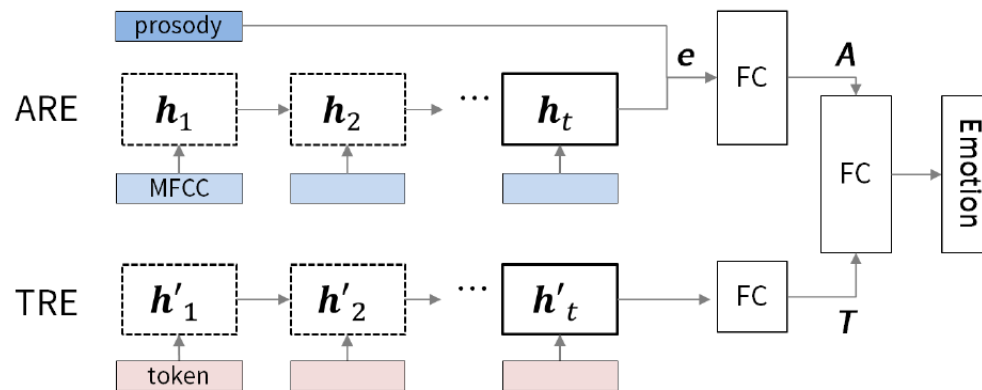 prosody
e
FC
A
ARE
h1
h2
...
ht
MFCC
FC
Emotion
TRE
h'1
h'2
...
h't
FC
T
token